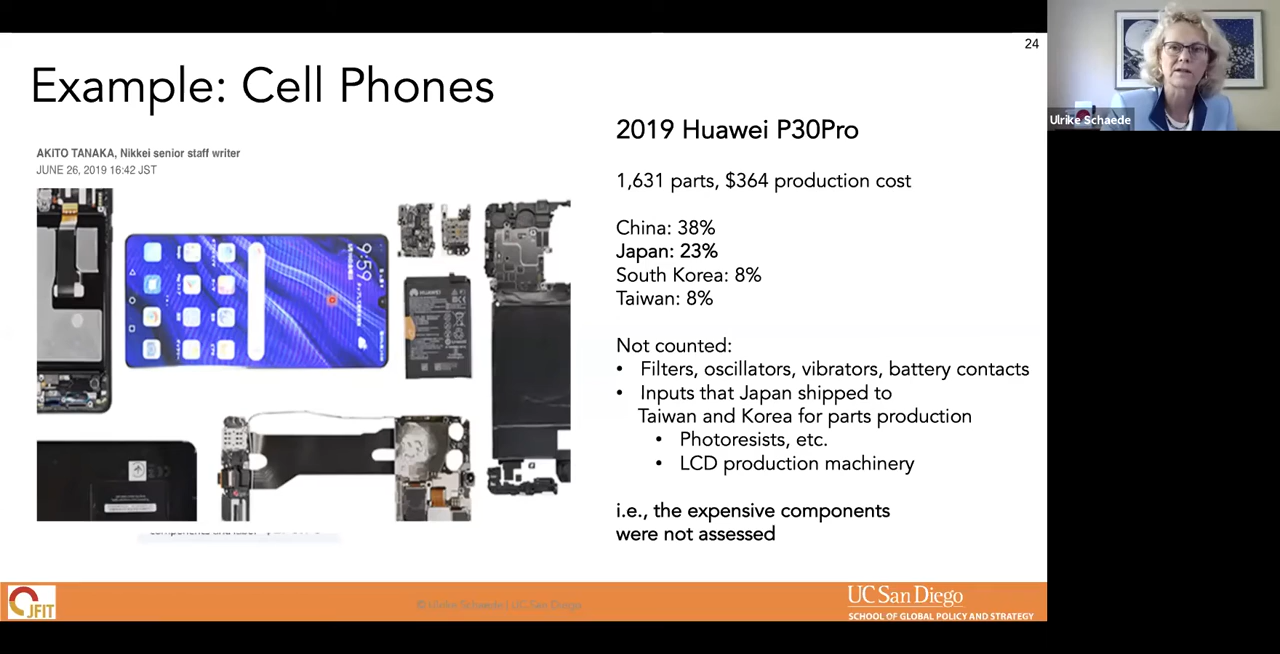 24
Example: Cell Phones
AKITO TANAKA, Nikkei senior staff writer
JUNE 26, 2019 16:42 JST
9:59
HUAWEI
2019 Huawei P30Pro
1,631 parts, $364 production cost
China: 38%
Japan: 23%
South Korea: 8%
Taiwan: 8%
Not counted:
• Filters, oscillators, vibrators, battery contacts
• Inputs that Japan shipped to
Taiwan and Korea for parts production
• Photoresists, etc.
• LCD production machinery
i.e., the expensive components
were not assessed
JFIT
© Ulrike Schaede | UC San Diego
UC San Diego
SCHOOL OF GLOBAL POLICY AND STRATEGY
Ulrike Schaede